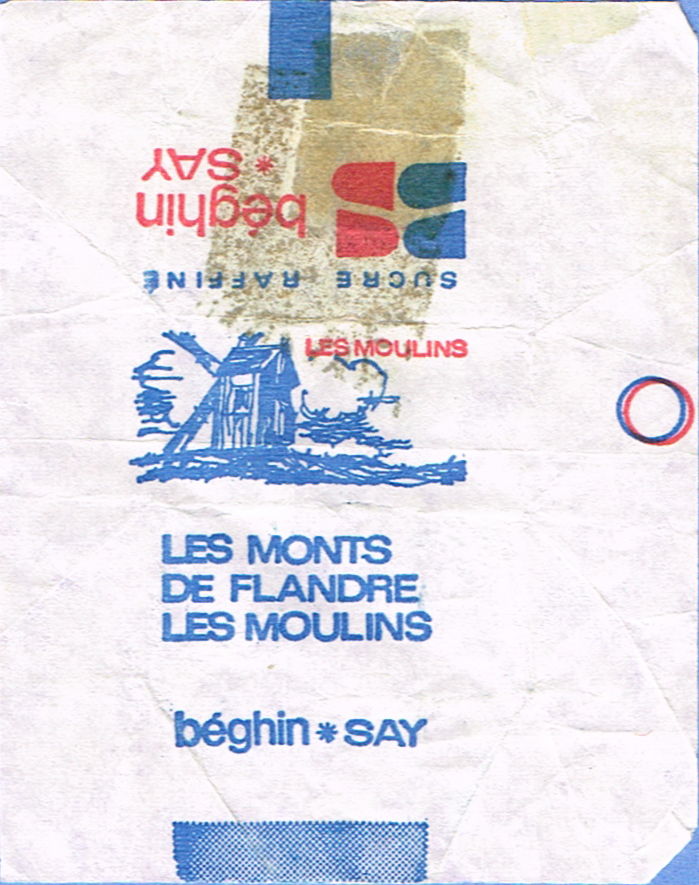 béghin
* SAY
SUCRE RAFFINÉ
LES MOULINS
LES MONTS
DE FLANDRE
LES MOULINS
béghin * SAY